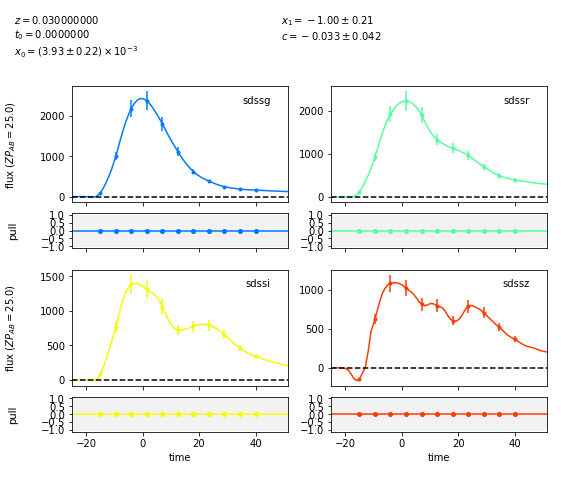 z = 0.030000000
t0 = 0.0000000
x0 = (3.93 ± 0.22) × 10^−3
x1 = −1.00 ± 0.21
c = −0.033 ± 0.042
flux (ZP_AB = 25.0)
2000
1000
0
sdssg
2000
1000
0
sdssr
pull
1.0
0.5
0.0
−0.5
−1.0
1.0
0.5
0.0
−0.5
−1.0
flux (ZP_AB = 25.0)
1500
1000
500
0
sdssi
1000
500
0
sdssz
pull
1.0
0.5
0.0
−0.5
−1.0
−20 0 20 40
time
1.0
0.5
0.0
−0.5
−1.0
−20 0 20 40
time